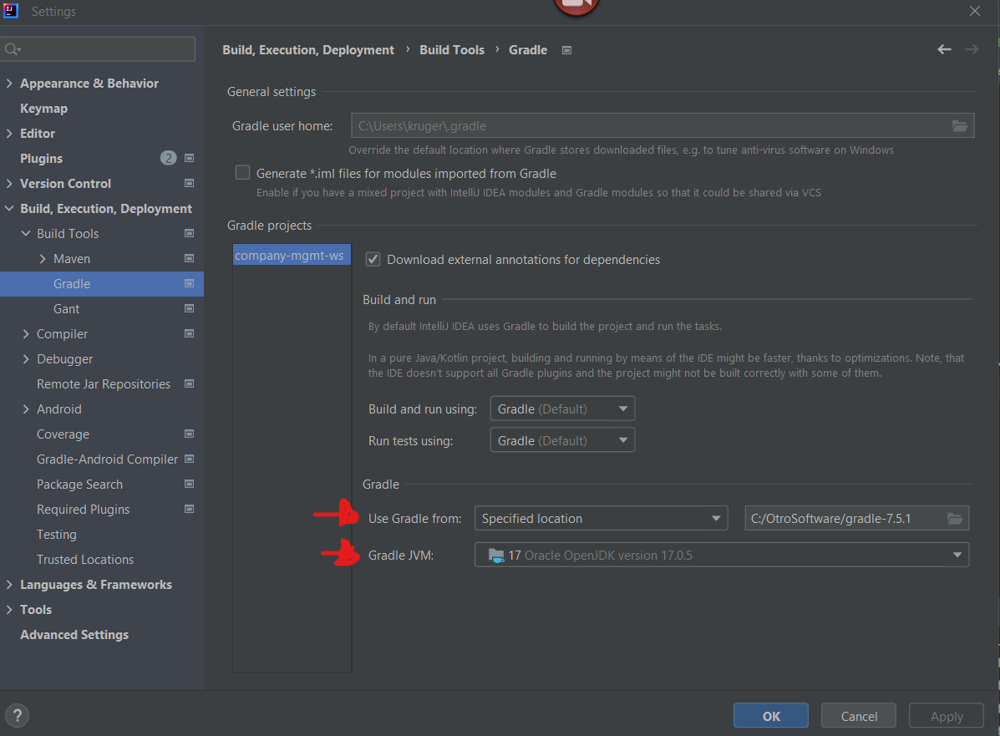 Settings
Build, Execution, Deployment › Build Tools › Gradle
Appearance & Behavior
Keymap
Editor
Plugins 2
Version Control
Build, Execution, Deployment
Build Tools
Maven
Gradle
Gant
Compiler
Debugger
Remote Jar Repositories
Android
Coverage
Gradle-Android Compiler
Package Search
Required Plugins
Testing
Trusted Locations
Languages & Frameworks
Tools
Advanced Settings
General settings
Gradle user home: C:\Users\kruger\.gradle
Override the default location where Gradle stores downloaded files, e.g. to tune anti-virus software on Windows
Generate *.iml files for modules imported from Gradle
Enable if you have a mixed project with IntelliJ IDEA modules and Gradle modules so that it could be shared via VCS
Gradle projects
company-mgmt-ws
Download external annotations for dependencies
Build and run
By default IntelliJ IDEA uses Gradle to build the project and run the tasks.
In a pure Java/Kotlin project, building and running by means of the IDE might be faster, thanks to optimizations. Note, that
the IDE doesn't support all Gradle plugins and the project might not be built correctly with some of them.
Build and run using: Gradle (Default)
Run tests using: Gradle (Default)
Gradle
Use Gradle from: Specified location C:/OtroSoftware/gradle-7.5.1
Gradle JVM: 17 Oracle OpenJDK version 17.0.5
?
OK Cancel Apply